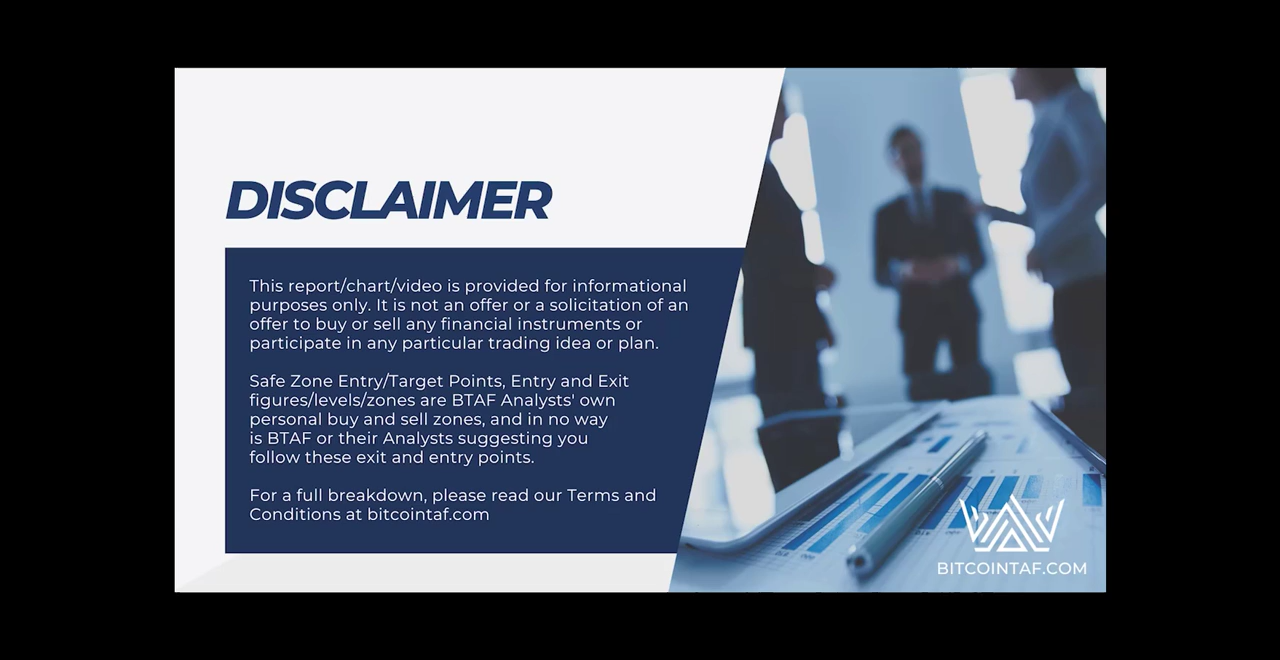 DISCLAIMER
This report/chart/video is provided for informational
purposes only. It is not an offer or a solicitation of an
offer to buy or sell any financial instruments or
participate in any particular trading idea or plan.
Safe Zone Entry/Target Points, Entry and Exit
figures/levels/zones are BTAF Analysts' own
personal buy and sell zones, and in no way
is BTAF or their Analysts suggesting you
follow these exit and entry points.
For a full breakdown, please read our Terms and
Conditions at bitcointaf.com
BITCOINTAF.COM